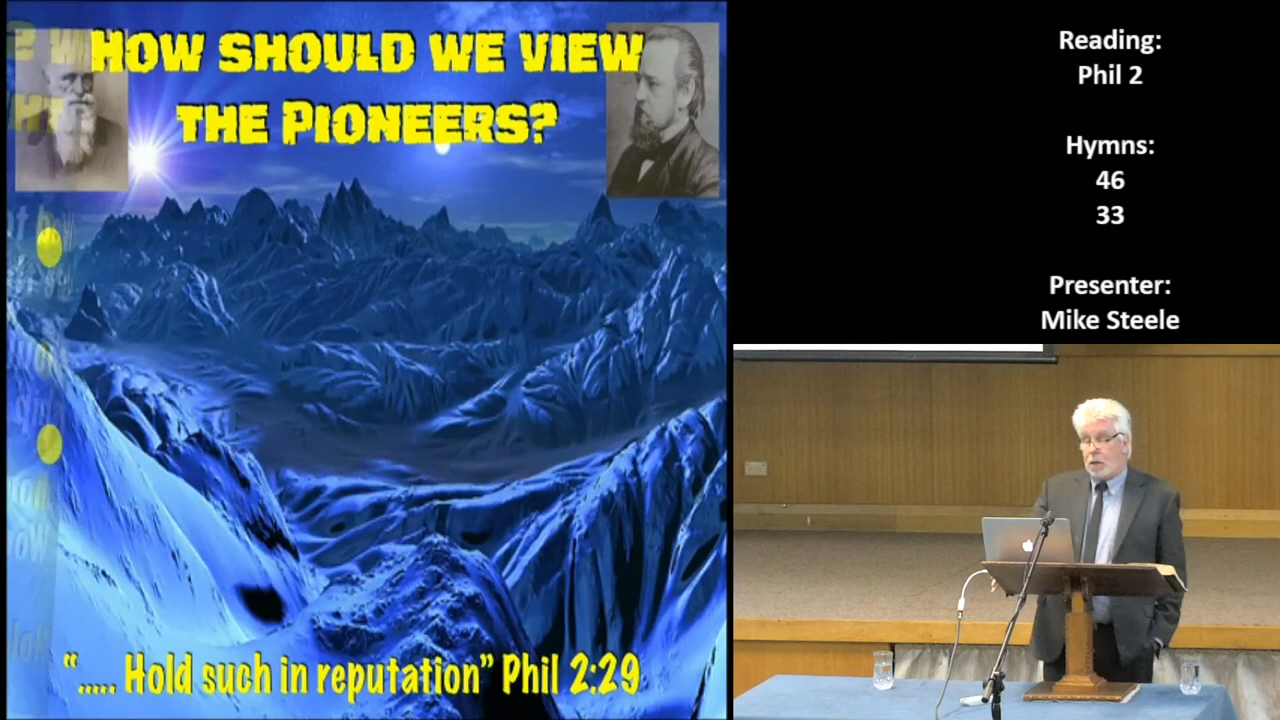 How should we view
the Pioneers?
“..... Hold such in reputation” Phil 2:29
Reading:
Phil 2
Hymns:
46
33
Presenter:
Mike Steele